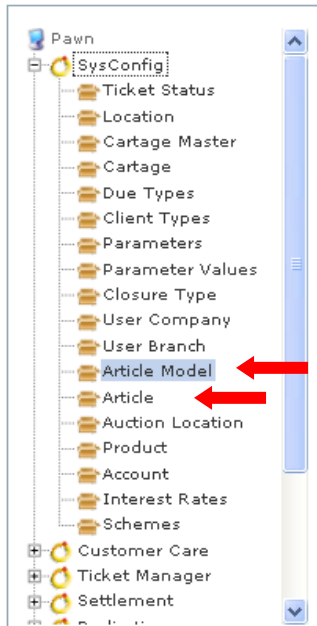 Pawn
SysConfig
Ticket Status
Location
Cartage Master
Cartage
Due Types
Client Types
Parameters
Parameter Values
Closure Type
User Company
User Branch
Article Model
Article
Auction Location
Product
Account
Interest Rates
Schemes
Customer Care
Ticket Manager
Settlement